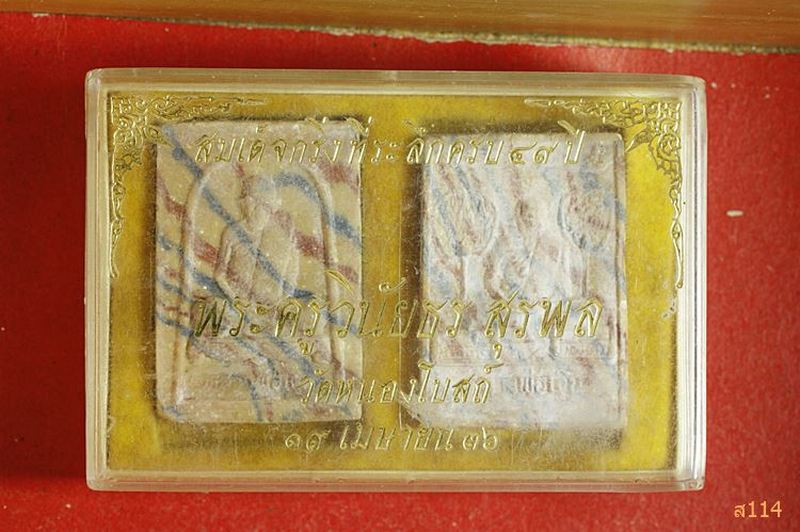 สมเด็จกริ่ง ที่ระลึกครบ ๔๙ ปี
พระครูวินัยธร สุรพล
วัดหนองโบสถ์
๑๙ เมษายน ๓๖
ส114